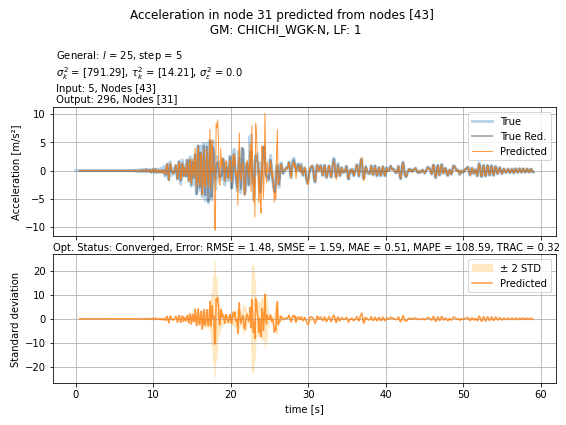 Acceleration in node 31 predicted from nodes [43]
GM: CHICHI_WGK-N, LF: 1
General: l = 25, step = 5
σ²ₖ = [791.29], τ²ₖ = [14.21], σ²ε = 0.0
Input: 5, Nodes [43]
Output: 296, Nodes [31]
10
5
0
−5
−10
Acceleration [m/s²]
True
True Red.
Predicted
Opt. Status: Converged, Error: RMSE = 1.48, SMSE = 1.59, MAE = 0.51, MAPE = 108.59, TRAC = 0.32
20
10
0
−10
−20
Standard deviation
± 2 STD
Predicted
0 10 20 30 40 50 60
time [s]